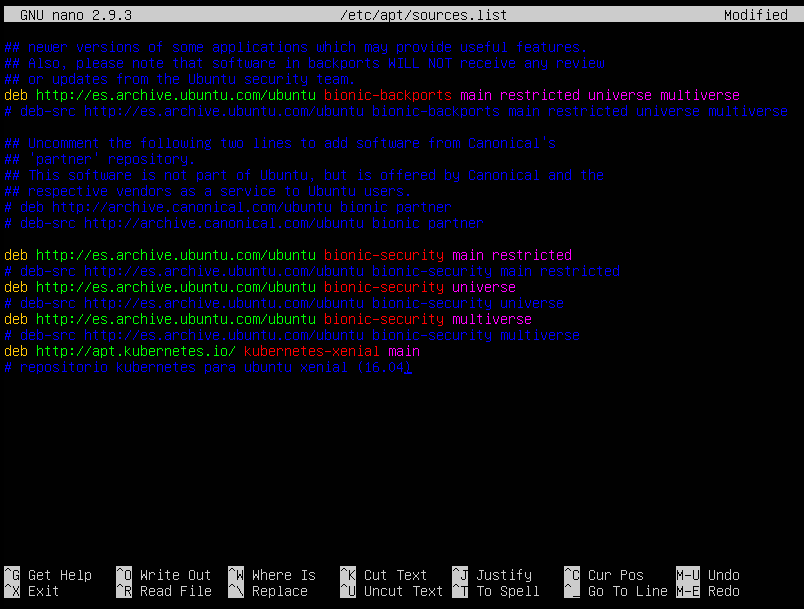 GNU nano 2.9.3 /etc/apt/sources.list Modified
## newer versions of some applications which may provide useful features.
## Also, please note that software in backports WILL NOT receive any review
## or updates from the Ubuntu security team.
deb http://es.archive.ubuntu.com/ubuntu bionic-backports main restricted universe multiverse
# deb-src http://es.archive.ubuntu.com/ubuntu bionic-backports main restricted universe multiverse
## Uncomment the following two lines to add software from Canonical's
## 'partner' repository.
## This software is not part of Ubuntu, but is offered by Canonical and the
## respective vendors as a service to Ubuntu users.
# deb http://archive.canonical.com/ubuntu bionic partner
# deb-src http://archive.canonical.com/ubuntu bionic partner
deb http://es.archive.ubuntu.com/ubuntu bionic-security main restricted
# deb-src http://es.archive.ubuntu.com/ubuntu bionic-security main restricted
deb http://es.archive.ubuntu.com/ubuntu bionic-security universe
# deb-src http://es.archive.ubuntu.com/ubuntu bionic-security universe
deb http://es.archive.ubuntu.com/ubuntu bionic-security multiverse
# deb-src http://es.archive.ubuntu.com/ubuntu bionic-security multiverse
deb http://apt.kubernetes.io/ kubernetes-xenial main
# repositorio kubernetes para ubuntu xenial (16.04)
^G Get Help ^O Write Out ^W Where Is ^K Cut Text ^J Justify ^C Cur Pos M-U Undo
^X Exit ^R Read File ^\ Replace ^U Uncut Text ^T To Spell ^_ Go To Line M-E Redo